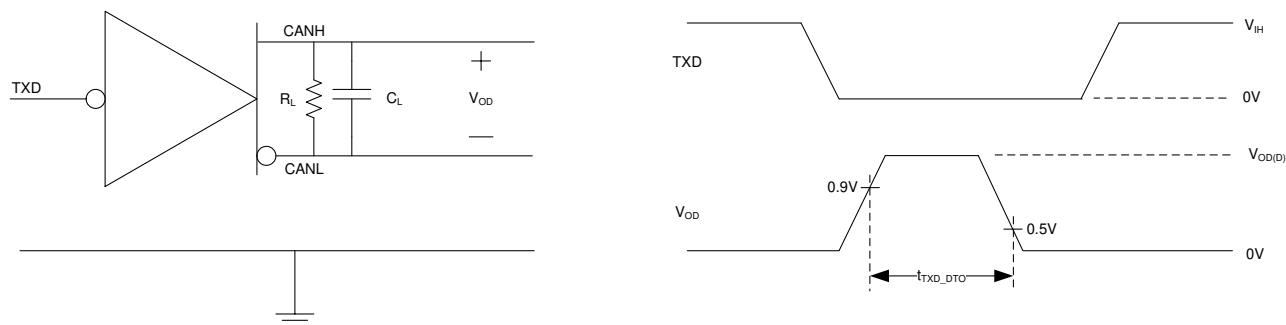 TXD
CANH
R_L
C_L
+
V_OD
—
CANL
TXD
V_IH
0V
V_OD(D)
0.9V
V_OD
0.5V
0V
t_TXD_DTO